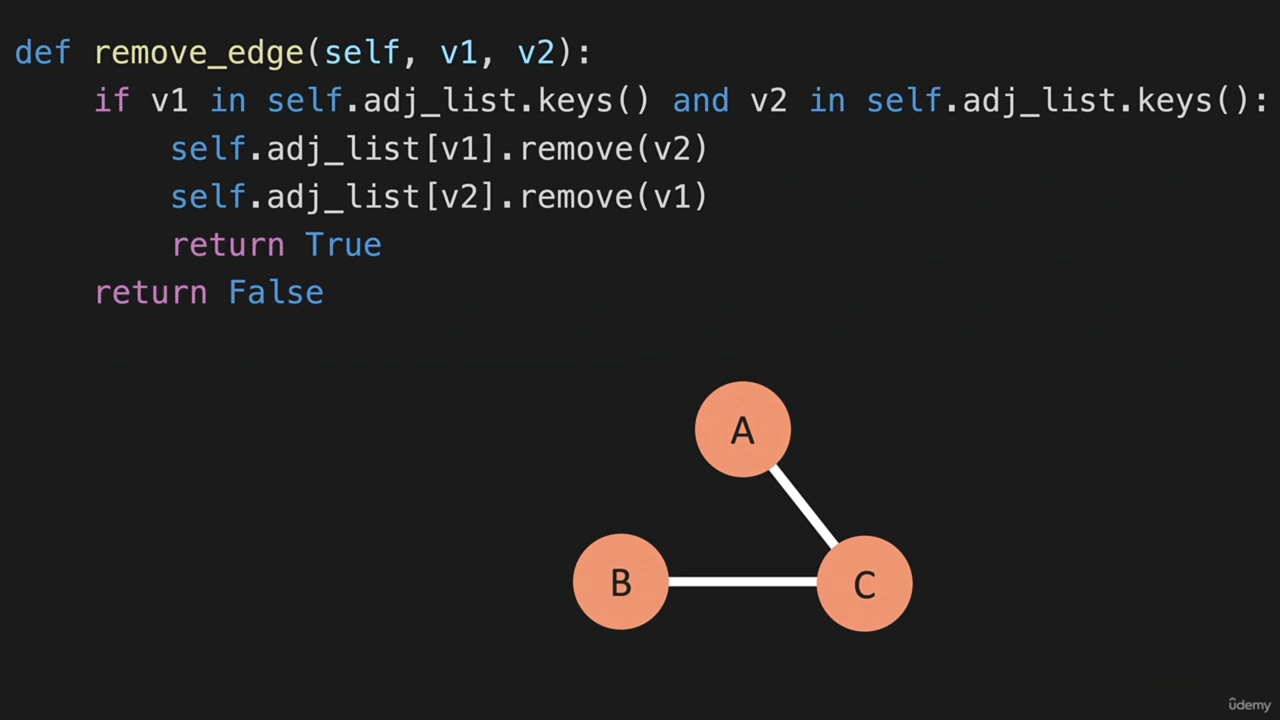 def remove_edge(self, v1, v2):
    if v1 in self.adj_list.keys() and v2 in self.adj_list.keys():
        self.adj_list[v1].remove(v2)
        self.adj_list[v2].remove(v1)
        return True
    return False
A
B
C
ûdemy